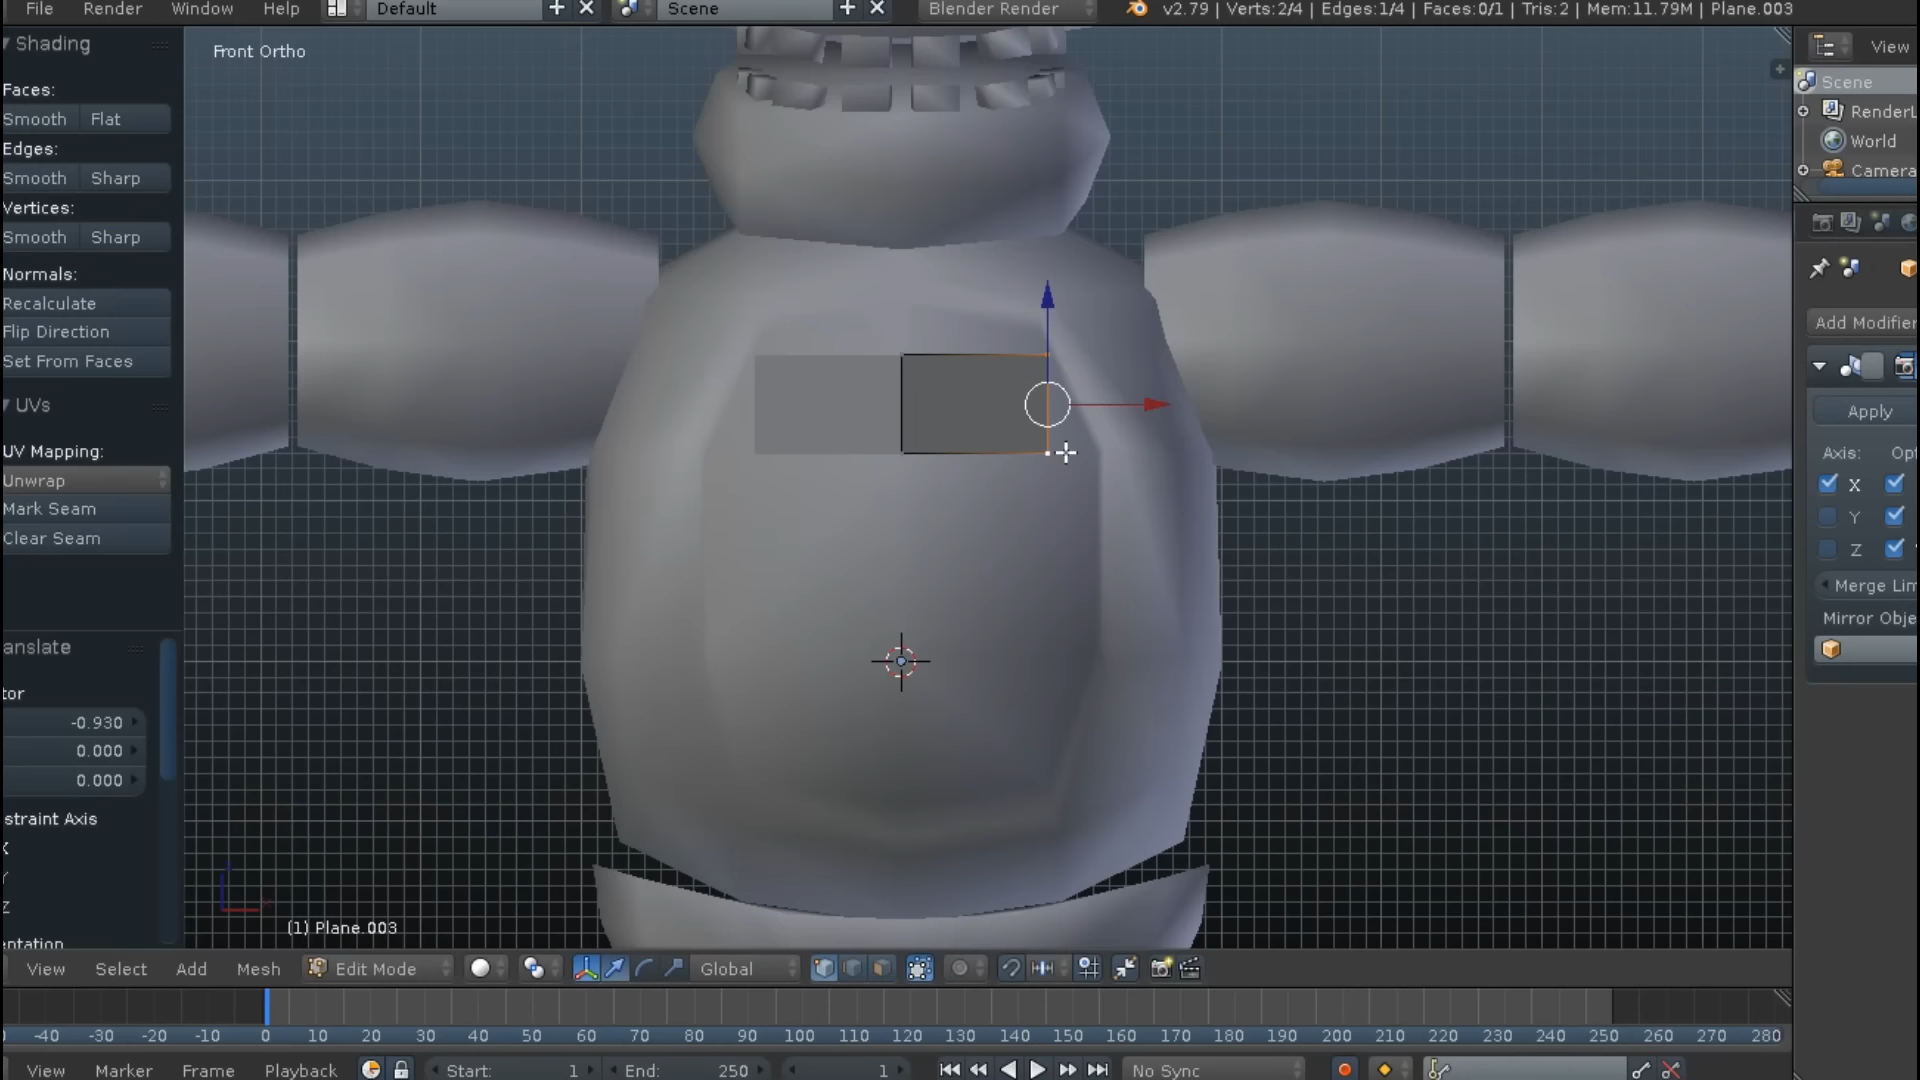 File Render Window Help Default Scene Blender Render v2.79 | Verts:2/4 | Edges:1/4 | Faces:0/1 | Tris:2 | Mem:11.79M | Plane.003
Shading
Front Ortho
View
Faces:
Scene
Smooth Flat
RenderL
Edges:
World
Smooth Sharp
Camera
Vertices:
Smooth Sharp
Normals:
Recalculate
Add Modifier
Flip Direction
Set From Faces
UVs
Apply
UV Mapping:
Axis: Opt
Unwrap
X
Mark Seam
Y
Clear Seam
Z
Merge Lim
Mirror Obje
anslate
tor
-0.930
0.000
0.000
straint Axis
X
Y
Z
(1) Plane.003
entation
View Select Add Mesh Edit Mode Global
-40 -30 -20 -10 0 10 20 30 40 50 60 70 80 90 100 110 120 130 140 150 160 170 180 190 200 210 220 230 240 250 260 270 280
View Marker Frame Playback Start: 1 End: 250 1 No Sync